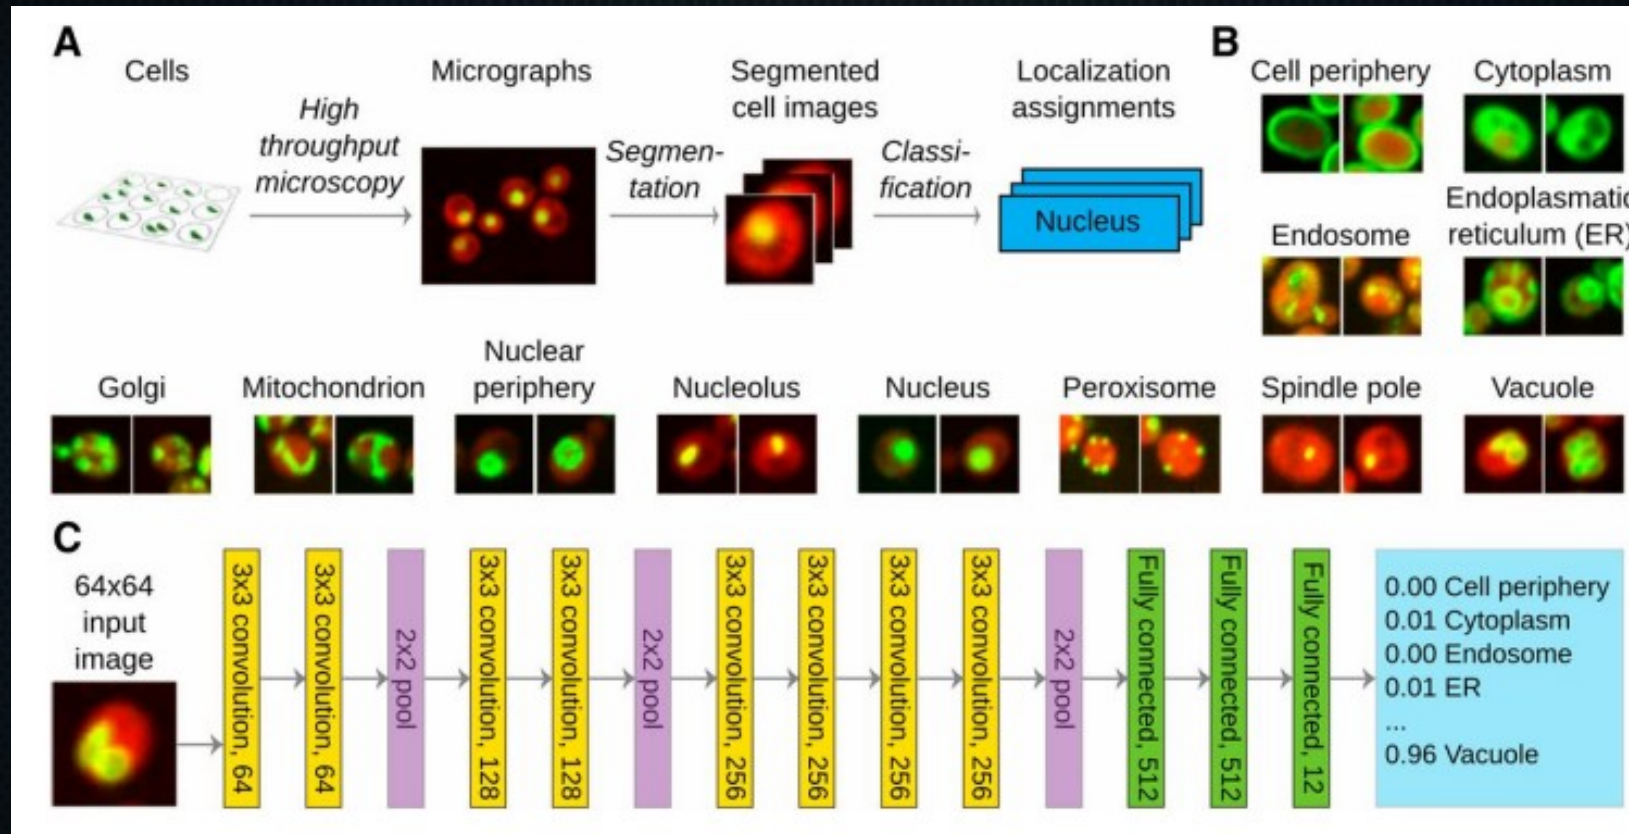 A
Cells
High
throughput
microscopy
Micrographs
Segmen-
tation
Segmented
cell images
Classi-
fication
Localization
assignments
Nucleus
B
Cell periphery
Cytoplasm
Endosome
Endoplasmatic
reticulum (ER)
Golgi
Mitochondrion
Nuclear
periphery
Nucleolus
Nucleus
Peroxisome
Spindle pole
Vacuole
C
64x64
input
image
3x3 convolution, 64
3x3 convolution, 64
2x2 pool
3x3 convolution, 128
3x3 convolution, 128
2x2 pool
3x3 convolution, 256
3x3 convolution, 256
3x3 convolution, 256
3x3 convolution, 256
2x2 pool
Fully connected, 512
Fully connected, 512
Fully connected, 12
0.00 Cell periphery
0.01 Cytoplasm
0.00 Endosome
0.01 ER
...
0.96 Vacuole